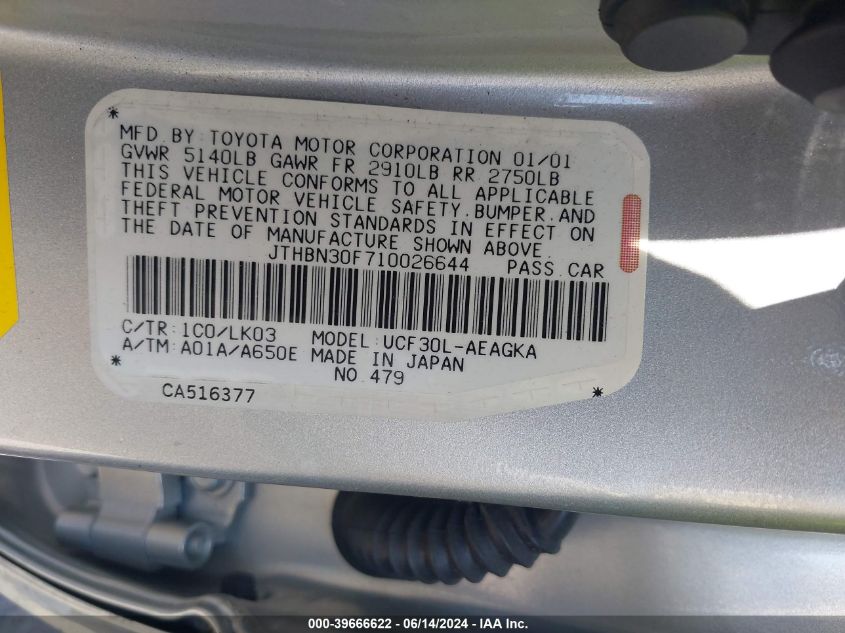 MFD.BY:TOYOTA MOTOR CORPORATION 01/01
GVWR 5140LB GAWR FR 2910LB RR 2750LB
THIS VEHICLE CONFORMS TO ALL APPLICABLE
FEDERAL MOTOR VEHICLE SAFETY,BUMPER,AND
THEFT PREVENTION STANDARDS IN EFFECT ON
THE DATE OF MANUFACTURE SHOWN ABOVE.
JTHBN30F710026644 PASS.CAR
C/TR:1C0/LK03 MODEL:UCF30L-AEAGKA
A/TM:A01A/A650E MADE IN JAPAN
NO.479
CA516377
000-39666622 - 06/14/2024 - IAAI.COM